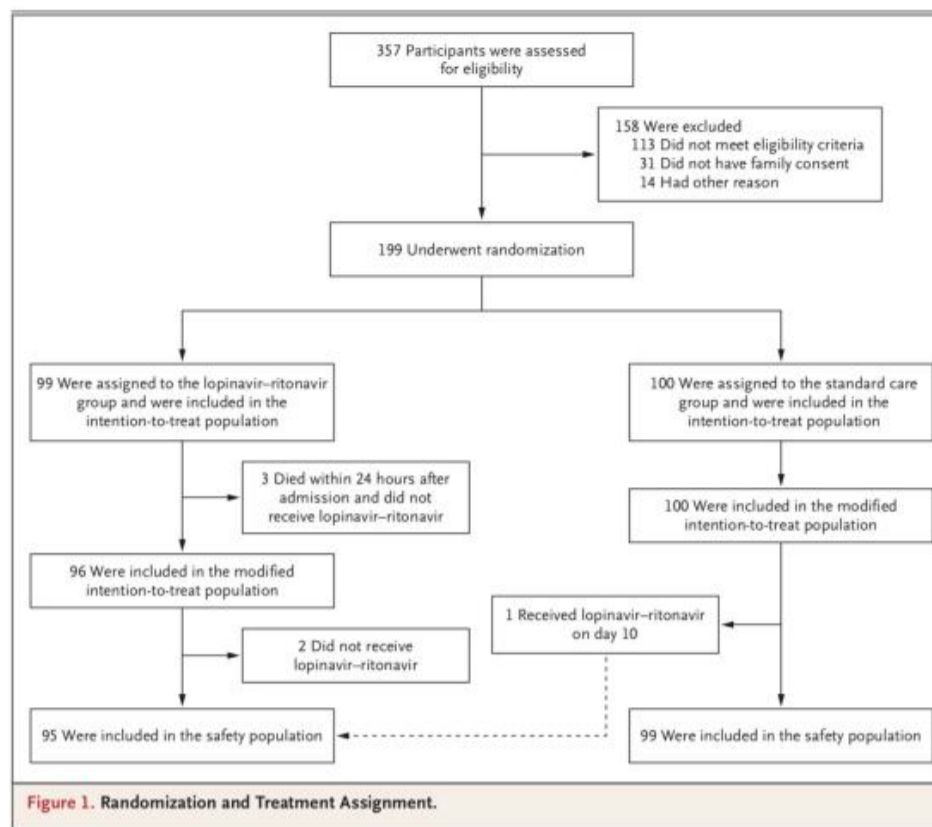 357 Participants were assessed
for eligibility
158 Were excluded
113 Did not meet eligibility criteria
31 Did not have family consent
14 Had other reason
199 Underwent randomization
99 Were assigned to the lopinavir–ritonavir
group and were included in the
intention-to-treat population
100 Were assigned to the standard care
group and were included in the
intention-to-treat population
3 Died within 24 hours after
admission and did not
receive lopinavir–ritonavir
100 Were included in the modified
intention-to-treat population
96 Were included in the modified
intention-to-treat population
1 Received lopinavir–ritonavir
on day 10
2 Did not receive
lopinavir–ritonavir
95 Were included in the safety population
99 Were included in the safety population
Figure 1. Randomization and Treatment Assignment.